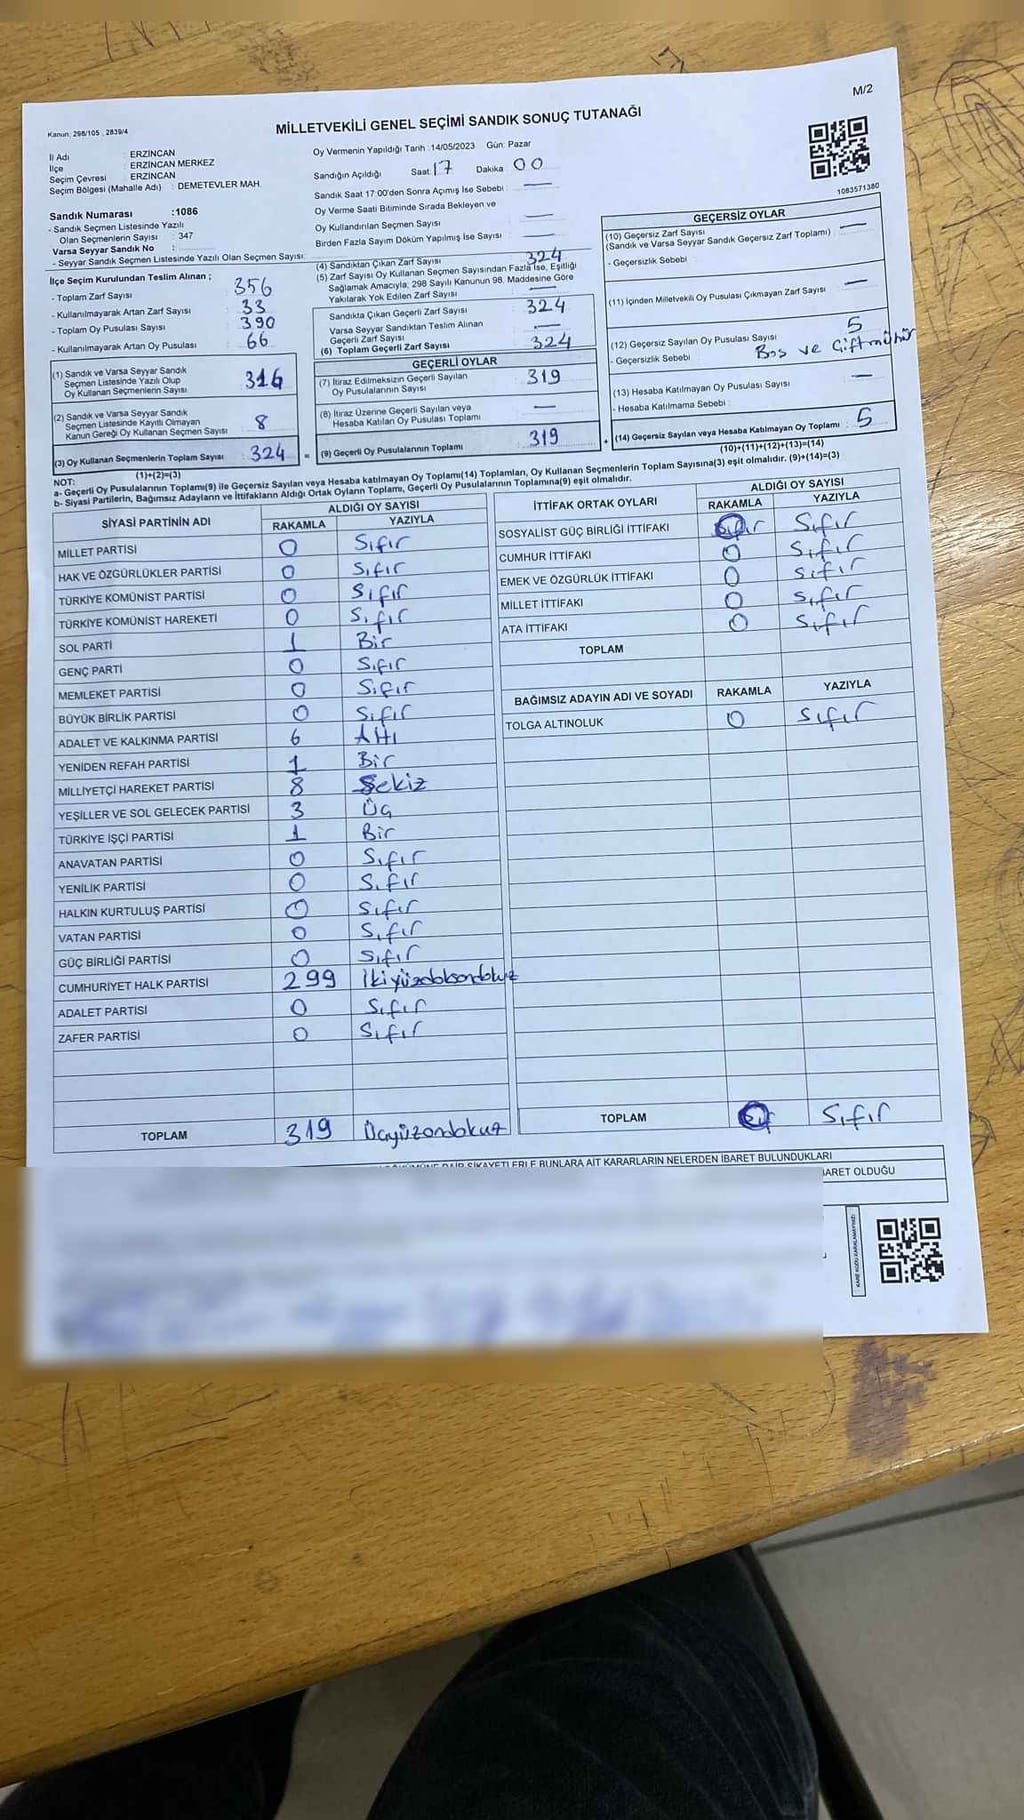 M/2
Kanun: 298/105 , 2839/4
MİLLETVEKİLİ GENEL SEÇİMİ SANDIK SONUÇ TUTANAĞI
1083571380
İl Adı : ERZİNCAN
İlçe : ERZİNCAN MERKEZ
Seçim Çevresi : ERZİNCAN
Seçim Bölgesi (Mahalle Adı) : DEMETEVLER MAH.
Sandık Numarası :1086
- Sandık Seçmen Listesinde Yazılı
Olan Seçmenlerin Sayısı : 347
Varsa Seyyar Sandık No :
- Seyyar Sandık Seçmen Listesinde Yazılı Olan Seçmen Sayısı:
İlçe Seçim Kurulundan Teslim Alınan ;
- Toplam Zarf Sayısı 356
- Kullanılmayarak Artan Zarf Sayısı 33
- Toplam Oy Pusulası Sayısı 390
- Kullanılmayarak Artan Oy Pusulası 66
(1) Sandık ve Varsa Seyyar Sandık
Seçmen Listesinde Yazılı Olup
Oy Kullanan Seçmenlerin Sayısı 316
(2) Sandık ve Varsa Seyyar Sandık
Seçmen Listesinde Kayıtlı Olmayan
Kanun Gereği Oy Kullanan Seçmen Sayısı 8
(3) Oy Kullanan Seçmenlerin Toplam Sayısı 324
(1)+(2)=(3)
Oy Vermenin Yapıldığı Tarih :14/05/2023 Gün: Pazar
Sandığın Açıldığı Saat: 17 Dakika 00
Sandık Saat 17:00'den Sonra Açımış İse Sebebi : —
Oy Verme Saati Bitiminde Sırada Bekleyen ve
Oy Kullandırılan Seçmen Sayısı —
Birden Fazla Sayım Döküm Yapılmış İse Sayısı —
(4) Sandıktan Çıkan Zarf Sayısı 324
(5) Zarf Sayısı Oy Kullanan Seçmen Sayısından Fazla İse, Eşitliği
Sağlamak Amacıyla, 298 Sayılı Kanunun 98. Maddesine Göre
Yakılarak Yok Edilen Zarf Sayısı —
Sandıkta Çıkan Geçerli Zarf Sayısı 324
Varsa Seyyar Sandıktan Teslim Alınan
Geçerli Zarf Sayısı —
(6) Toplam Geçerli Zarf Sayısı 324
GEÇERLİ OYLAR
(7) İtiraz Edilmeksizin Geçerli Sayılan
Oy Pusulalarının Sayısı 319
(8) İtiraz Üzerine Geçerli Sayılan veya
Hesaba Katılan Oy Pusulası Toplamı —
= (9) Geçerli Oy Pusulalarının Toplamı 319 +
GEÇERSİZ OYLAR
(10) Geçersiz Zarf Sayısı —
(Sandık ve Varsa Seyyar Sandık Geçersiz Zarf Toplamı)
- Geçersizlik Sebebi
(11) İçinden Milletvekili Oy Pusulası Çıkmayan Zarf Sayısı —
(12) Geçersiz Sayılan Oy Pusulası Sayısı 5
- Geçersizlik Sebebi Boş ve Çift mühür
(13) Hesaba Katılmayan Oy Pusulası Sayısı —
- Hesaba Katılmama Sebebi :
(14) Geçersiz Sayılan veya Hesaba Katılmayan Oy Toplamı : 5
(10)+(11)+(12)+(13)=(14)
NOT:
a- Geçerli Oy Pusulalarının Toplamı(9) ile Geçersiz Sayılan veya Hesaba katılmayan Oy Toplamı(14) Toplamları, Oy Kullanan Seçmenlerin Toplam Sayısına(3) eşit olmalıdır. (9)+(14)=(3)
b- Siyasi Partilerin, Bağımsız Adayların ve İttifakların Aldığı Ortak Oyların Toplamı, Geçerli Oy Pusulalarının Toplamına(9) eşit olmalıdır.
SİYASİ PARTİNİN ADI ALDIĞI OY SAYISI
RAKAMLA YAZIYLA
MİLLET PARTİSİ 0 Sıfır
HAK VE ÖZGÜRLÜKLER PARTİSİ 0 Sıfır
TÜRKİYE KOMÜNİST PARTİSİ 0 Sıfır
TÜRKİYE KOMÜNİST HAREKETİ 0 Sıfır
SOL PARTİ 1 Bir
GENÇ PARTİ 0 Sıfır
MEMLEKET PARTİSİ 0 Sıfır
BÜYÜK BİRLİK PARTİSİ 0 Sıfır
ADALET VE KALKINMA PARTİSİ 6 Altı
YENİDEN REFAH PARTİSİ 1 Bir
MİLLİYETÇİ HAREKET PARTİSİ 8 Sekiz
YEŞİLLER VE SOL GELECEK PARTİSİ 3 Üç
TÜRKİYE İŞÇİ PARTİSİ 1 Bir
ANAVATAN PARTİSİ 0 Sıfır
YENİLİK PARTİSİ 0 Sıfır
HALKIN KURTULUŞ PARTİSİ 0 Sıfır
VATAN PARTİSİ 0 Sıfır
GÜÇ BİRLİĞİ PARTİSİ 0 Sıfır
CUMHURİYET HALK PARTİSİ 299 İkiyüzdoksandokuz
ADALET PARTİSİ 0 Sıfır
ZAFER PARTİSİ 0 Sıfır
TOPLAM 319 Üçyüzondokuz
İTTİFAK ORTAK OYLARI ALDIĞI OY SAYISI
RAKAMLA YAZIYLA
SOSYALİST GÜÇ BİRLİĞİ İTTİFAKI Sıfır
CUMHUR İTTİFAKI 0 Sıfır
EMEK VE ÖZGÜRLÜK İTTİFAKI 0 Sıfır
MİLLET İTTİFAKI 0 Sıfır
ATA İTTİFAKI 0 Sıfır
TOPLAM
BAĞIMSIZ ADAYIN ADI VE SOYADI RAKAMLA YAZIYLA
TOLGA ALTINOLUK 0 Sıfır
TOPLAM Sıfır
ŞİKAYETLERLE BUNLARA AİT KARARLARIN NELERDEN İBARET BULUNDUKLARI
İBARET OLDUĞU
KARE KODU KARALAMAYINIZ!